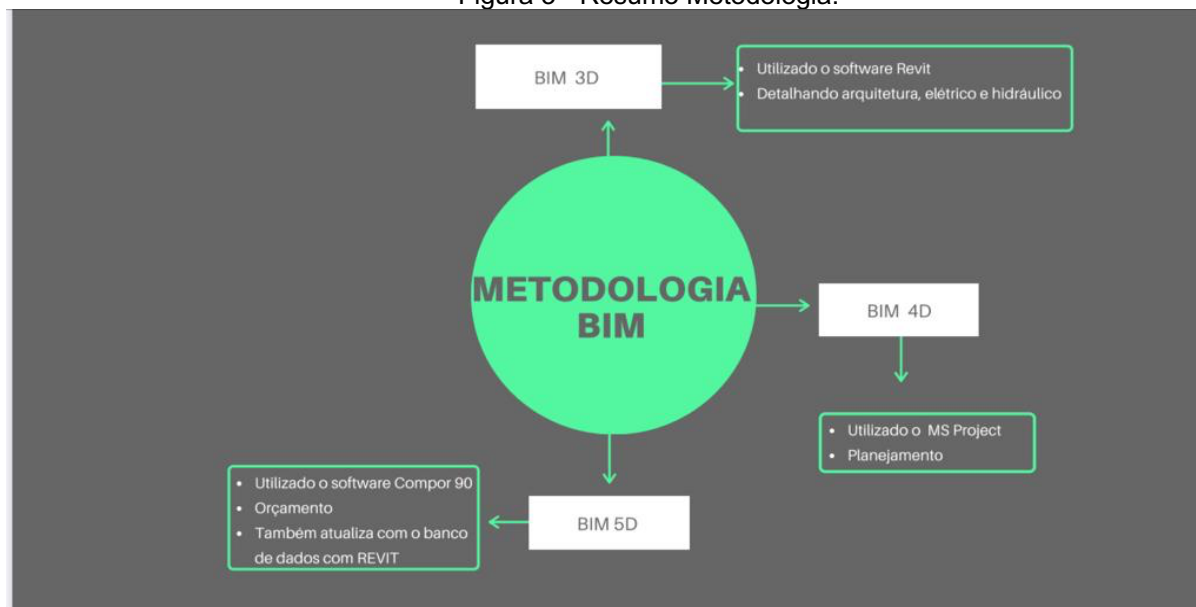 Figura 3 - Resumo Metodologia.
BIM 3D
• Utilizado o software Revit
• Detalhando arquitetura, elétrico e hidráulico
METODOLOGIA
BIM
BIM 4D
• Utilizado o MS Project
• Planejamento
• Utilizado o software Compor 90
• Orçamento
• Também atualiza com o banco
de dados com REVIT
BIM 5D